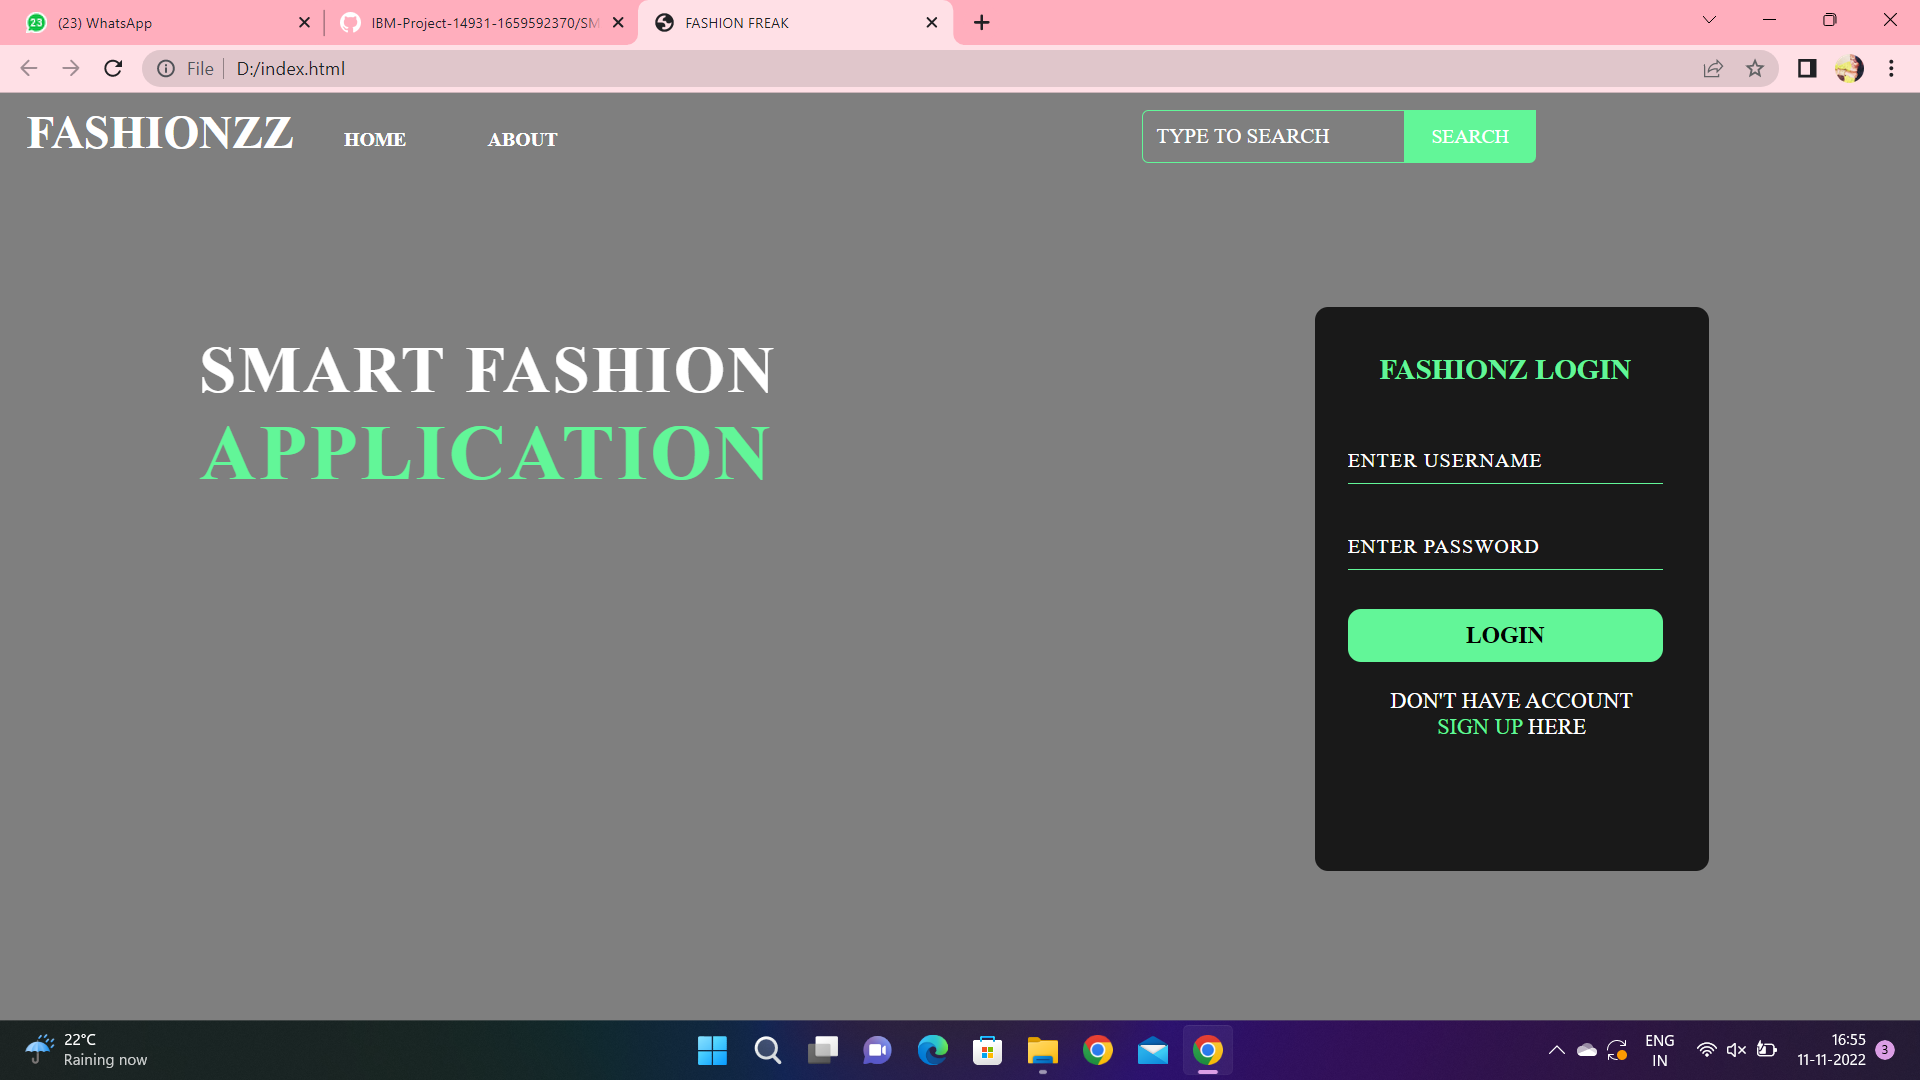 23
(23) WhatsApp
IBM-Project-14931-1659592370/SM
FASHION FREAK
File
D:/index.html
FASHIONZZ
HOME
ABOUT
TYPE TO SEARCH
SEARCH
SMART FASHION
APPLICATION
FASHIONZ LOGIN
ENTER USERNAME
ENTER PASSWORD
LOGIN
DON'T HAVE ACCOUNT
SIGN UP HERE
22°C
Raining now
ENG
IN
16:55
11-11-2022
3